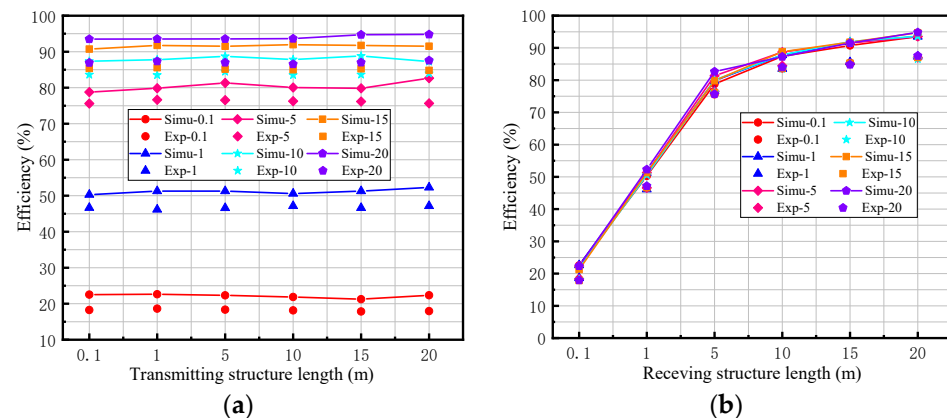 100
90
80
70
60
50
40
30
20
10
Efficiency (%)
Simu-0.1 Simu-5 Simu-15
Exp-0.1 Exp-5 Exp-15
Simu-1 Simu-10 Simu-20
Exp-1 Exp-10 Exp-20
0.1 1 5 10 15 20
Transmitting structure length (m)
(a)
100
90
80
70
60
50
40
30
20
10
0
Efficiency (%)
Simu-0.1 Simu-10
Exp-0.1 Exp-10
Simu-1 Simu-15
Exp-1 Exp-15
Simu-5 Simu-20
Exp-5 Exp-20
0.1 1 5 10 15 20
Receving structure length (m)
(b)